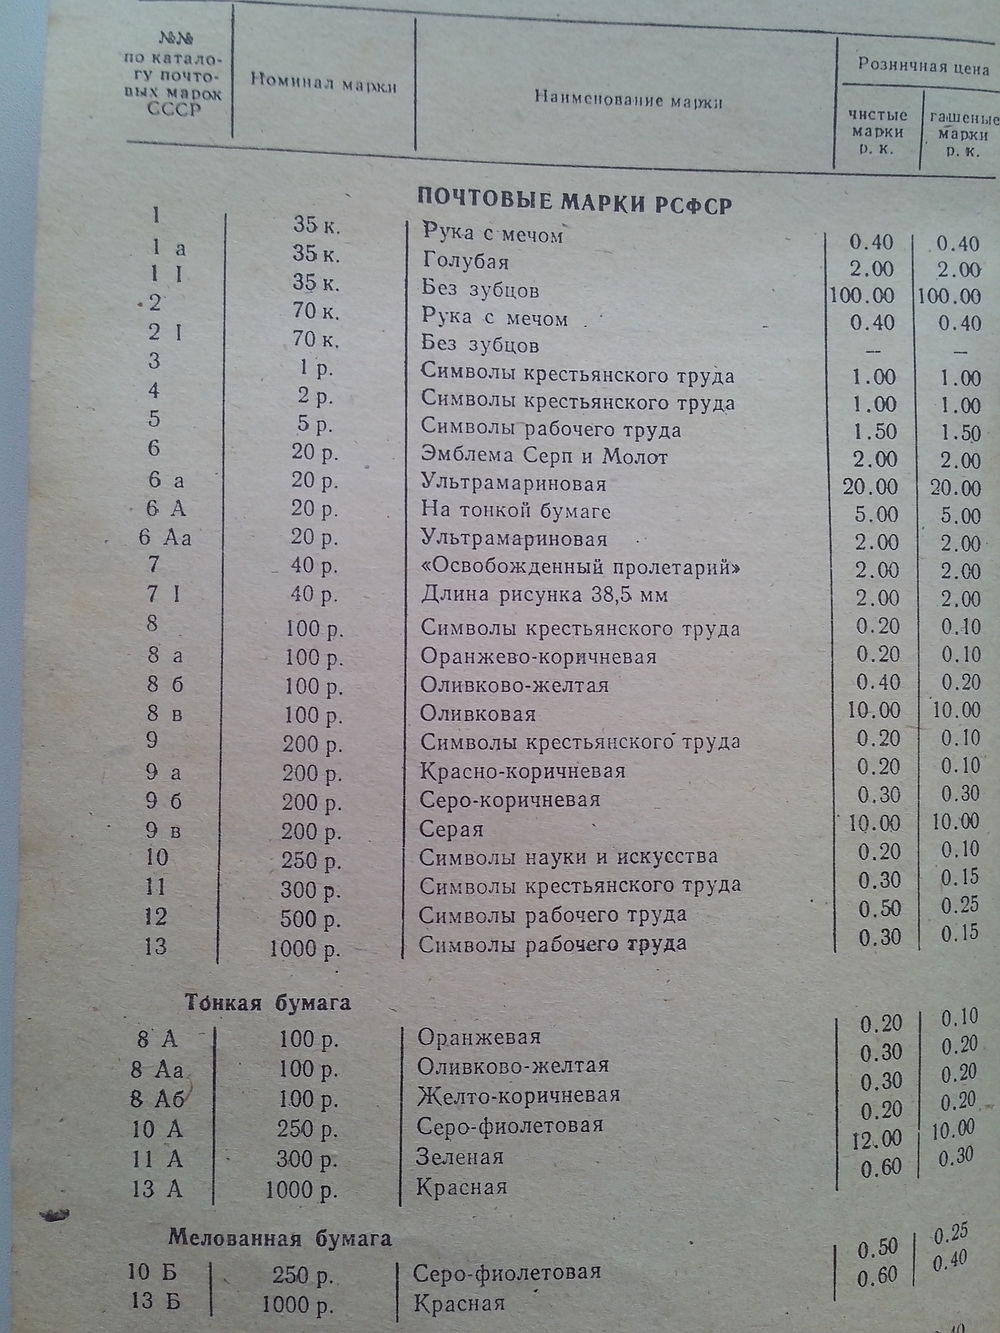 №№ по катало-гу почто-вых марок СССР | Номинал марки | Наименование марки | Розничная цена
чистые марки р. к. | гашеные марки р. к.
ПОЧТОВЫЕ МАРКИ РСФСР
1 35 к. Рука с мечом 0.40 0.40
1 а 35 к. Голубая 2.00 2.00
1 I 35 к. Без зубцов 100.00 100.00
2 70 к. Рука с мечом 0.40 0.40
2 I 70 к. Без зубцов — —
3 1 р. Символы крестьянского труда 1.00 1.00
4 2 р. Символы крестьянского труда 1.00 1.00
5 5 р. Символы рабочего труда 1.50 1.50
6 20 р. Эмблема Серп и Молот 2.00 2.00
6 а 20 р. Ультрамариновая 20.00 20.00
6 А 20 р. На тонкой бумаге 5.00 5.00
6 Аа 20 р. Ультрамариновая 2.00 2.00
7 40 р. «Освобожденный пролетарий» 2.00 2.00
7 I 40 р. Длина рисунка 38,5 мм 2.00 2.00
8 100 р. Символы крестьянского труда 0.20 0.10
8 а 100 р. Оранжево-коричневая 0.20 0.10
8 б 100 р. Оливково-желтая 0.40 0.20
8 в 100 р. Оливковая 10.00 10.00
9 200 р. Символы крестьянского труда 0.20 0.10
9 а 200 р. Красно-коричневая 0.20 0.10
9 б 200 р. Серо-коричневая 0.30 0.30
9 в 200 р. Серая 10.00 10.00
10 250 р. Символы науки и искусства 0.20 0.10
11 300 р. Символы крестьянского труда 0.30 0.15
12 500 р. Символы рабочего труда 0.50 0.25
13 1000 р. Символы рабочего труда 0.30 0.15
Тонкая бумага
8 А 100 р. Оранжевая 0.20 0.10
8 Аа 100 р. Оливково-желтая 0.30 0.20
8 Аб 100 р. Желто-коричневая 0.30 0.20
10 А 250 р. Серо-фиолетовая 0.20 0.20
11 А 300 р. Зеленая 12.00 10.00
13 А 1000 р. Красная 0.60 0.30
Мелованная бумага
10 Б 250 р. Серо-фиолетовая 0.50 0.25
13 Б 1000 р. Красная 0.60 0.40